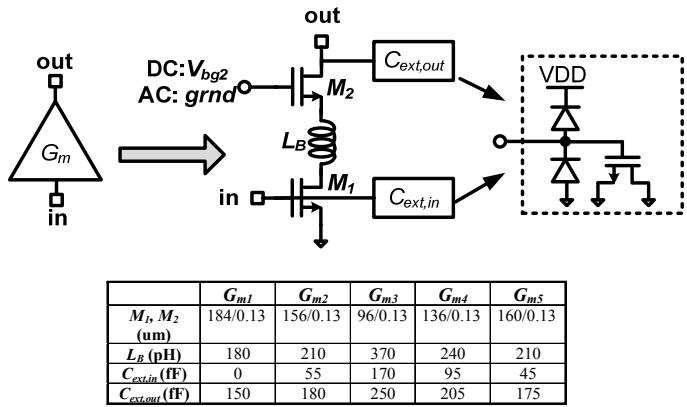 out
out
DC:Vbg2
AC: grnd
M2
Cext,out
VDD
Gm
LB
in
in
M1
Cext,in
Gm1 Gm2 Gm3 Gm4 Gm5
M1, M2 (um) 184/0.13 156/0.13 96/0.13 136/0.13 160/0.13
LB (pH) 180 210 370 240 210
Cext,in (fF) 0 55 170 95 45
Cext,out (fF) 150 180 250 205 175